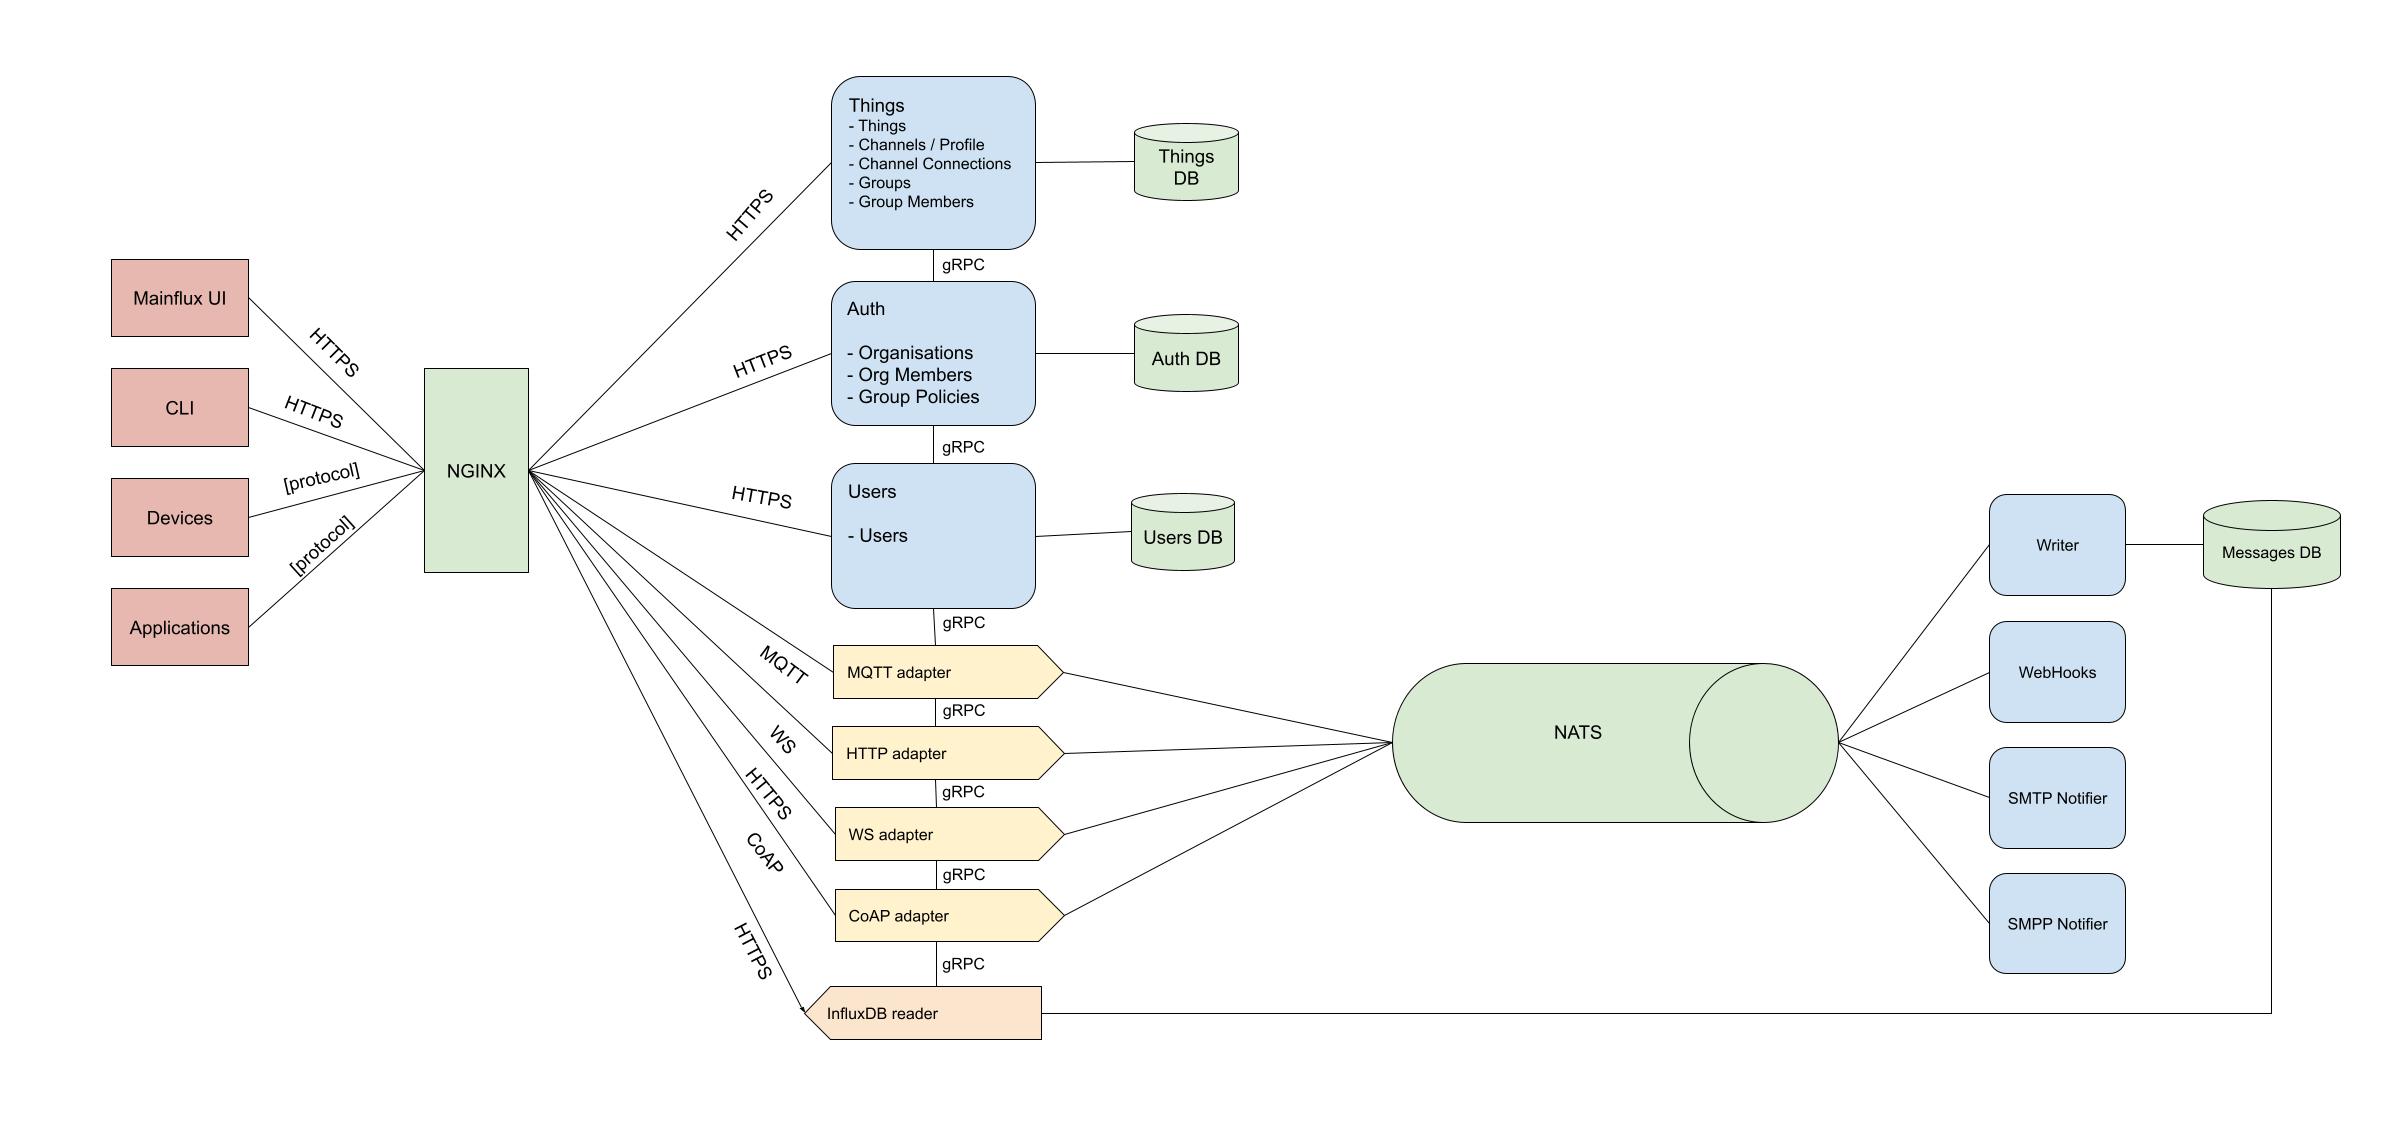 Mainflux UI
CLI
Devices
Applications
HTTPS
HTTPS
[protocol]
[protocol]
NGINX
HTTPS
HTTPS
HTTPS
MQTT
WS
HTTPS
CoAP
HTTPS
Things
- Things
- Channels / Profile
- Channel Connections
- Groups
- Group Members
Things
DB
gRPC
Auth
- Organisations
- Org Members
- Group Policies
Auth DB
gRPC
Users
- Users
Users DB
gRPC
MQTT adapter
gRPC
HTTP adapter
gRPC
WS adapter
gRPC
CoAP adapter
gRPC
InfluxDB reader
NATS
Writer
Messages DB
WebHooks
SMTP Notifier
SMPP Notifier